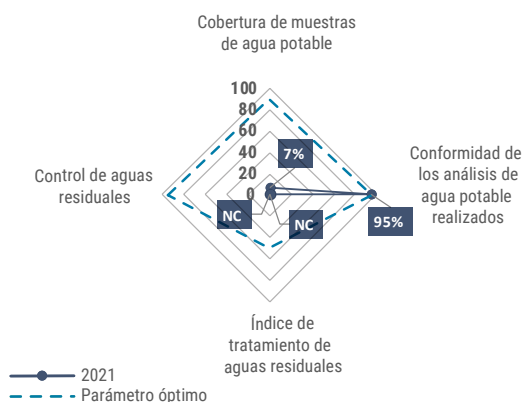 Cobertura de muestras
de agua potable
100
80
60
40
20
0
7%
Conformidad de
los análisis de
agua potable
realizados
95%
Control de aguas
residuales
NC
NC
Índice de
tratamiento de
aguas residuales
2021
Parámetro óptimo